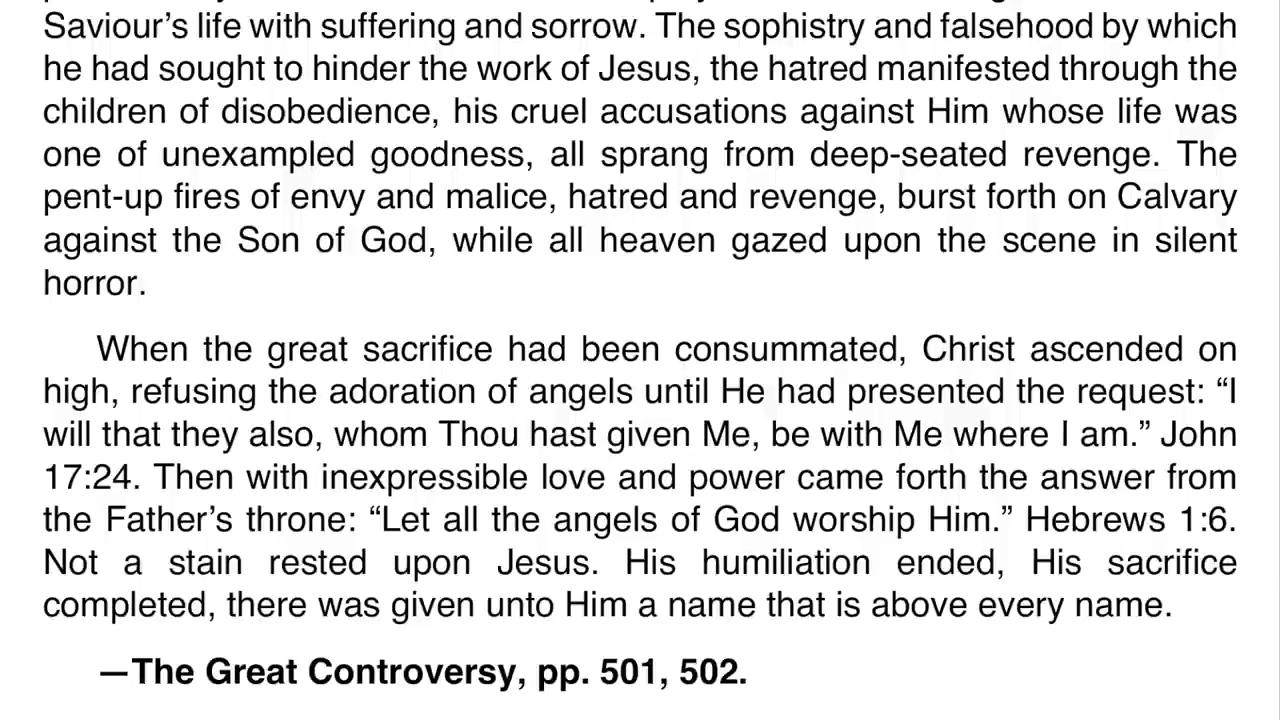 Saviour’s life with suffering and sorrow. The sophistry and falsehood by which
he had sought to hinder the work of Jesus, the hatred manifested through the
children of disobedience, his cruel accusations against Him whose life was
one of unexampled goodness, all sprang from deep-seated revenge. The
pent-up fires of envy and malice, hatred and revenge, burst forth on Calvary
against the Son of God, while all heaven gazed upon the scene in silent
horror.
When the great sacrifice had been consummated, Christ ascended on
high, refusing the adoration of angels until He had presented the request: “I
will that they also, whom Thou hast given Me, be with Me where I am.” John
17:24. Then with inexpressible love and power came forth the answer from
the Father’s throne: “Let all the angels of God worship Him.” Hebrews 1:6.
Not a stain rested upon Jesus. His humiliation ended, His sacrifice
completed, there was given unto Him a name that is above every name.
—The Great Controversy, pp. 501, 502.